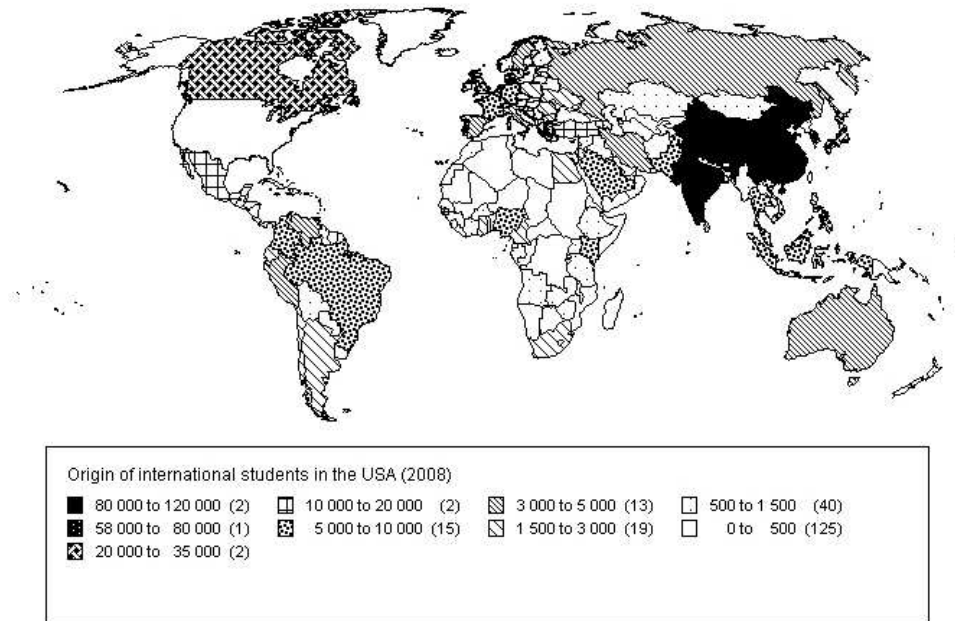 Origin of international students in the USA (2008)
80 000 to 120 000 (2)
58 000 to 80 000 (1)
20 000 to 35 000 (2)
10 000 to 20 000 (2)
5 000 to 10 000 (15)
3 000 to 5 000 (13)
1 500 to 3 000 (19)
500 to 1 500 (40)
0 to 500 (125)